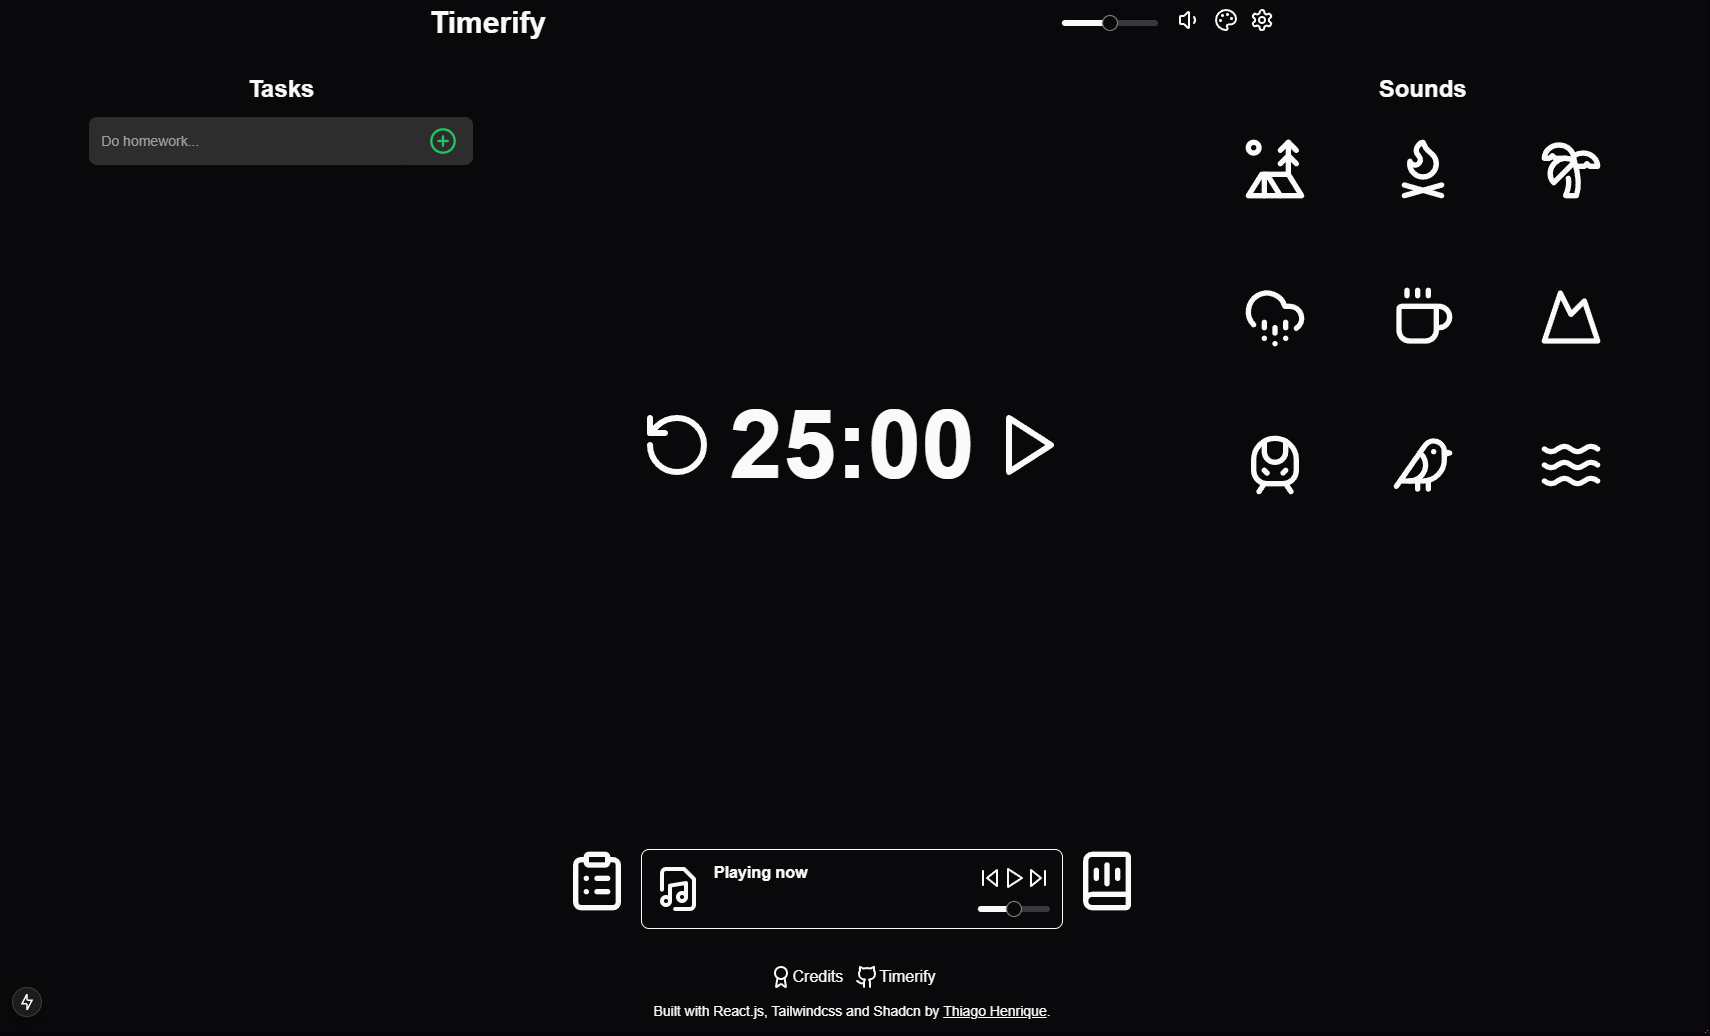 Timerify
Tasks
Do homework...
Sounds
25:00
Playing now
Credits
Timerify
Built with React.js, Tailwindcss and Shadcn by Thiago Henrique.